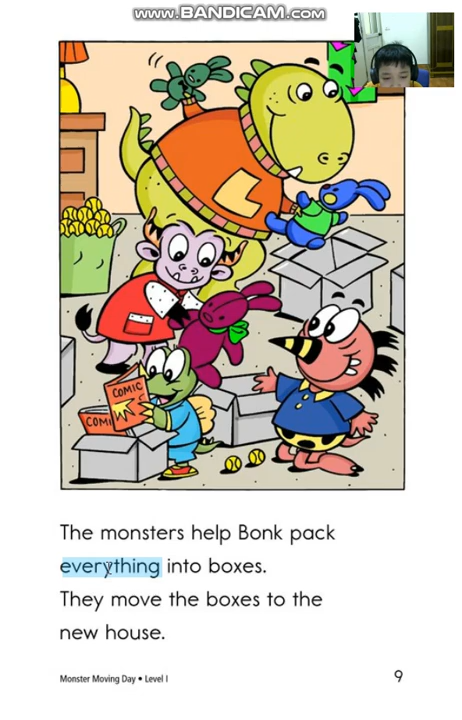 www.BANDICAM.com
L
COMIC
COMI
The monsters help Bonk pack
everything into boxes.
They move the boxes to the
new house.
Monster Moving Day • Level I
9